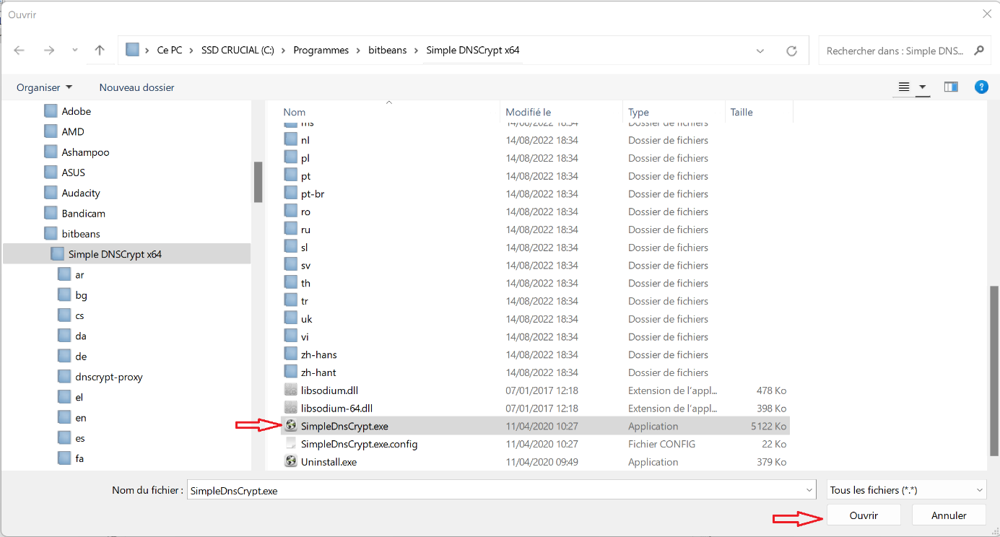 Ouvrir
Ce PC > SSD CRUCIAL (C:) > Programmes > bitbeans > Simple DNSCrypt x64
Rechercher dans : Simple DNS...
Organiser
Nouveau dossier
Adobe
AMD
Ashampoo
ASUS
Audacity
Bandicam
bitbeans
Simple DNSCrypt x64
ar
bg
cs
da
de
dnscrypt-proxy
el
en
es
fa
Nom Modifié le Type Taille
ms 14/08/2022 18:34 Dossier de fichiers
nl 14/08/2022 18:34 Dossier de fichiers
pl 14/08/2022 18:34 Dossier de fichiers
pt 14/08/2022 18:34 Dossier de fichiers
pt-br 14/08/2022 18:34 Dossier de fichiers
ro 14/08/2022 18:34 Dossier de fichiers
ru 14/08/2022 18:34 Dossier de fichiers
sl 14/08/2022 18:34 Dossier de fichiers
sv 14/08/2022 18:34 Dossier de fichiers
th 14/08/2022 18:34 Dossier de fichiers
tr 14/08/2022 18:34 Dossier de fichiers
uk 14/08/2022 18:34 Dossier de fichiers
vi 14/08/2022 18:34 Dossier de fichiers
zh-hans 14/08/2022 18:34 Dossier de fichiers
zh-hant 14/08/2022 18:34 Dossier de fichiers
libsodium.dll 07/01/2017 12:18 Extension de l'appl... 478 Ko
libsodium-64.dll 07/01/2017 12:18 Extension de l'appl... 398 Ko
SimpleDnsCrypt.exe 11/04/2020 10:27 Application 5122 Ko
SimpleDnsCrypt.exe.config 11/04/2020 10:27 Fichier CONFIG 22 Ko
Uninstall.exe 11/04/2020 09:49 Application 379 Ko
Nom du fichier : SimpleDnsCrypt.exe
Tous les fichiers (*.*)
Ouvrir
Annuler